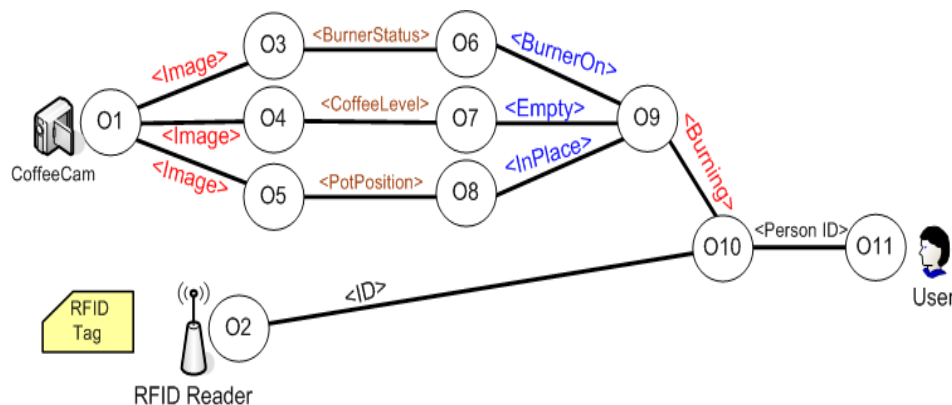 O3
<BurnerStatus>
O6
<Image>
<BurnerOn>
O1
<Image>
O4
<CoffeeLevel>
O7
<Empty>
O9
CoffeeCam
<Image>
O5
<PotPosition>
O8
<InPlace>
<Burning>
O10
<Person ID>
O11
User
<ID>
RFID
Tag
O2
RFID Reader